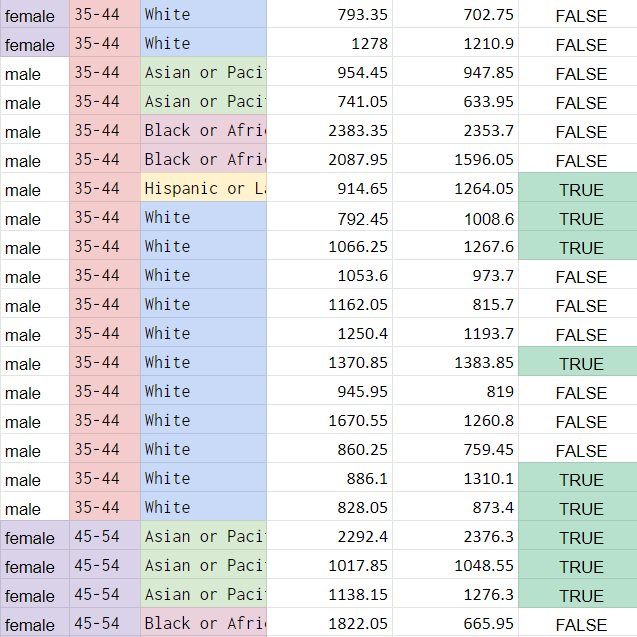 female 35-44 White 793.35 702.75 FALSE
female 35-44 White 1278 1210.9 FALSE
male 35-44 Asian or Paci 954.45 947.85 FALSE
male 35-44 Asian or Paci 741.05 633.95 FALSE
male 35-44 Black or Afri 2383.35 2353.7 FALSE
male 35-44 Black or Afri 2087.95 1596.05 FALSE
male 35-44 Hispanic or La 914.65 1264.05 TRUE
male 35-44 White 792.45 1008.6 TRUE
male 35-44 White 1066.25 1267.6 TRUE
male 35-44 White 1053.6 973.7 FALSE
male 35-44 White 1162.05 815.7 FALSE
male 35-44 White 1250.4 1193.7 FALSE
male 35-44 White 1370.85 1383.85 TRUE
male 35-44 White 945.95 819 FALSE
male 35-44 White 1670.55 1260.8 FALSE
male 35-44 White 860.25 759.45 FALSE
male 35-44 White 886.1 1310.1 TRUE
male 35-44 White 828.05 873.4 TRUE
female 45-54 Asian or Paci 2292.4 2376.3 TRUE
female 45-54 Asian or Paci 1017.85 1048.55 TRUE
female 45-54 Asian or Paci 1138.15 1276.3 TRUE
female 45-54 Black or Afri 1822.05 665.95 FALSE